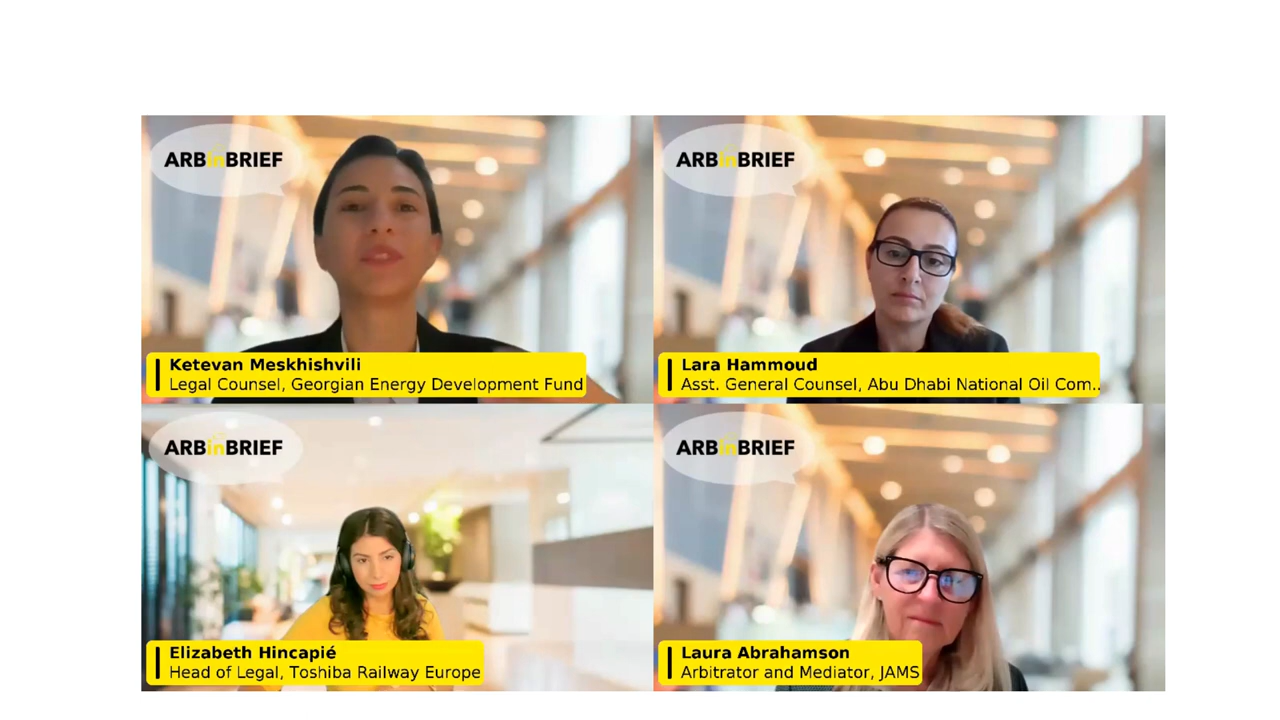 ARBinBRIEF
ARBinBRIEF
Ketevan Meskhishvili
Legal Counsel, Georgian Energy Development Fund
Lara Hammoud
Asst. General Counsel, Abu Dhabi National Oil Com..
ARBinBRIEF
ARBinBRIEF
Elizabeth Hincapié
Head of Legal, Toshiba Railway Europe
Laura Abrahamson
Arbitrator and Mediator, JAMS